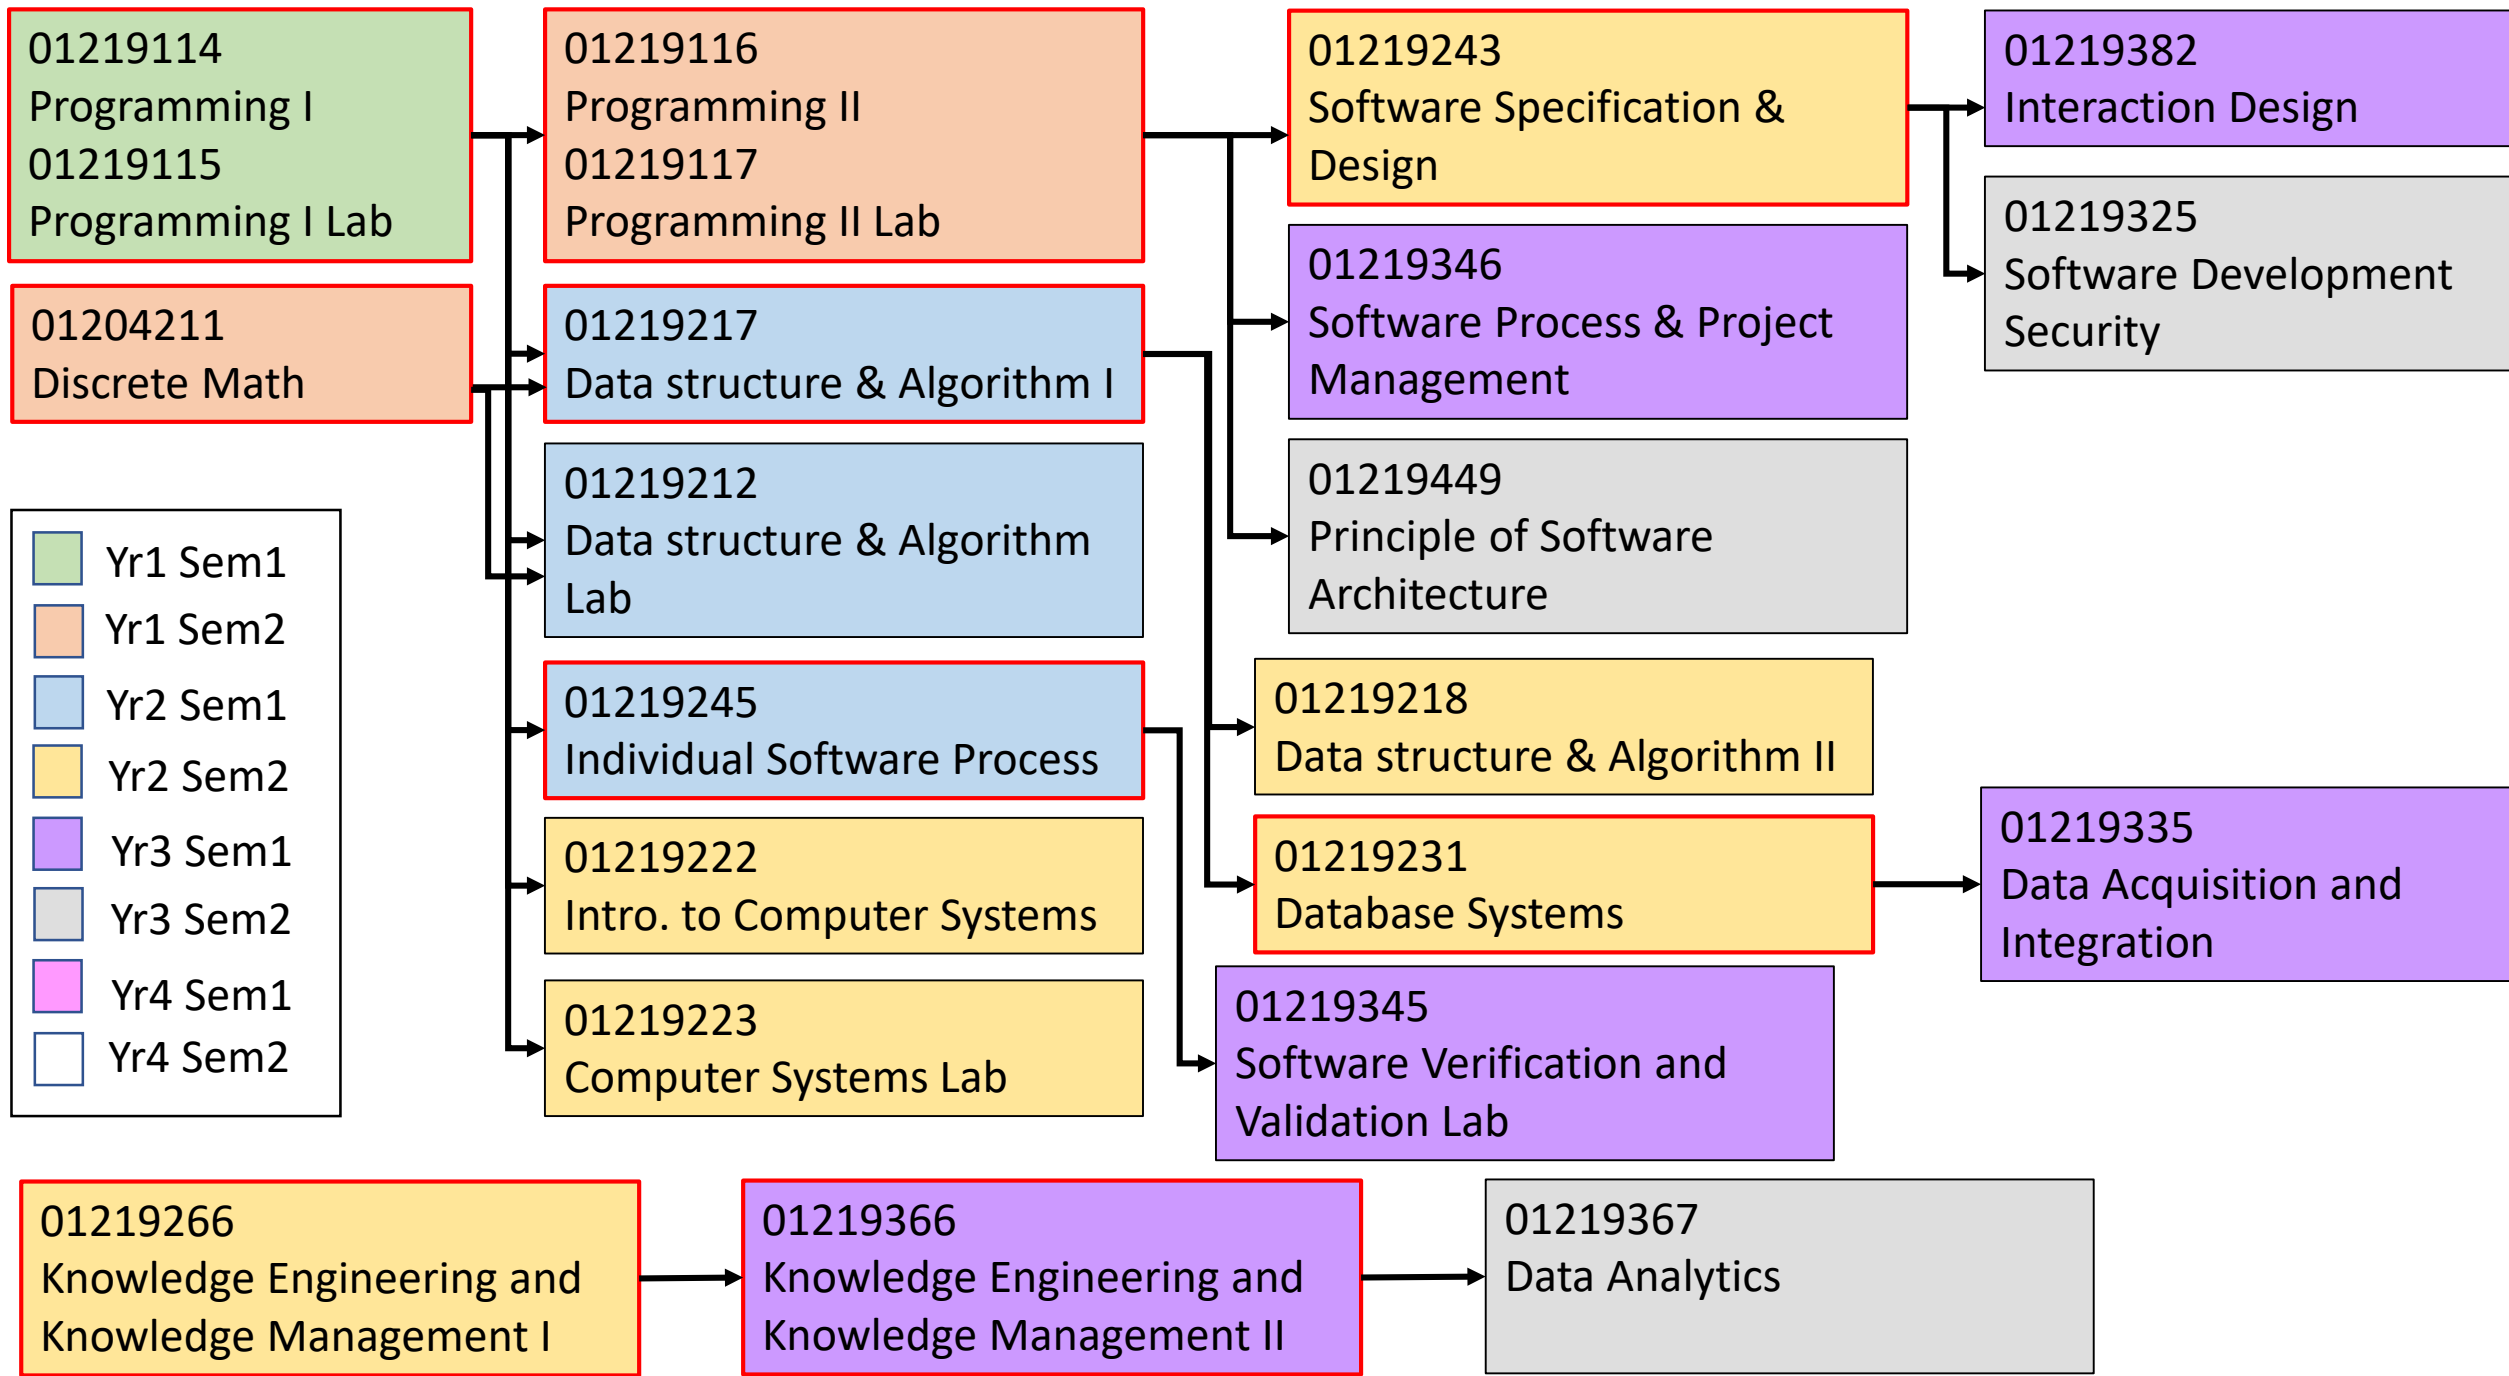 01219114
Programming I
01219115
Programming I Lab
01204211
Discrete Math
Yr1 Sem1
Yr1 Sem2
Yr2 Sem1
Yr2 Sem2
Yr3 Sem1
Yr3 Sem2
Yr4 Sem1
Yr4 Sem2
01219116
Programming II
01219117
Programming II Lab
01219217
Data structure & Algorithm I
01219212
Data structure & Algorithm
Lab
01219245
Individual Software Process
01219222
Intro. to Computer Systems
01219223
Computer Systems Lab
01219243
Software Specification &
Design
01219346
Software Process & Project
Management
01219449
Principle of Software
Architecture
01219218
Data structure & Algorithm II
01219231
Database Systems
01219345
Software Verification and
Validation Lab
01219382
Interaction Design
01219325
Software Development
Security
01219335
Data Acquisition and
Integration
01219266
Knowledge Engineering and
Knowledge Management I
01219366
Knowledge Engineering and
Knowledge Management II
01219367
Data Analytics